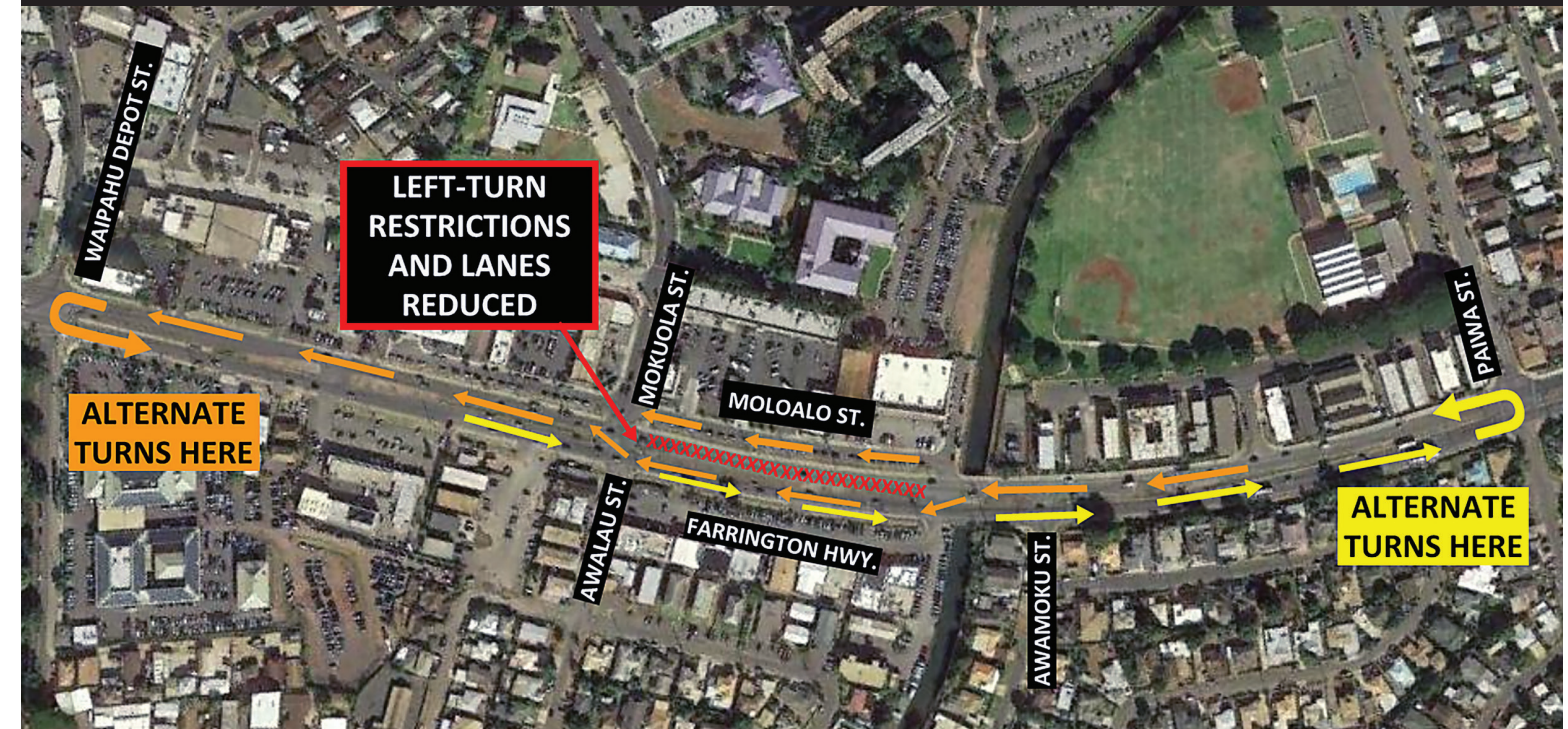 WAIPAHU DEPOT ST.
LEFT-TURN
RESTRICTIONS
AND LANES
REDUCED
MOKUOLA ST.
MOLOALO ST.
PAIWA ST.
ALTERNATE
TURNS HERE
XXXXXXXXXXXXXXXXXXXXXXXXX
AWALAU ST.
FARRINGTON HWY.
AWAMOKU ST.
ALTERNATE
TURNS HERE